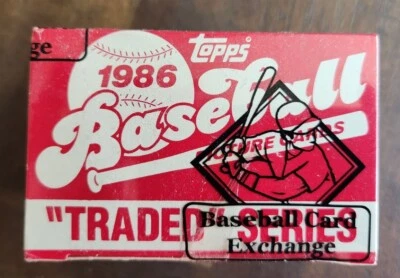 ge
topps
1986
Baseball
PICTURE CARDS
"TRADED" SERIES
Baseball Card
Exchange